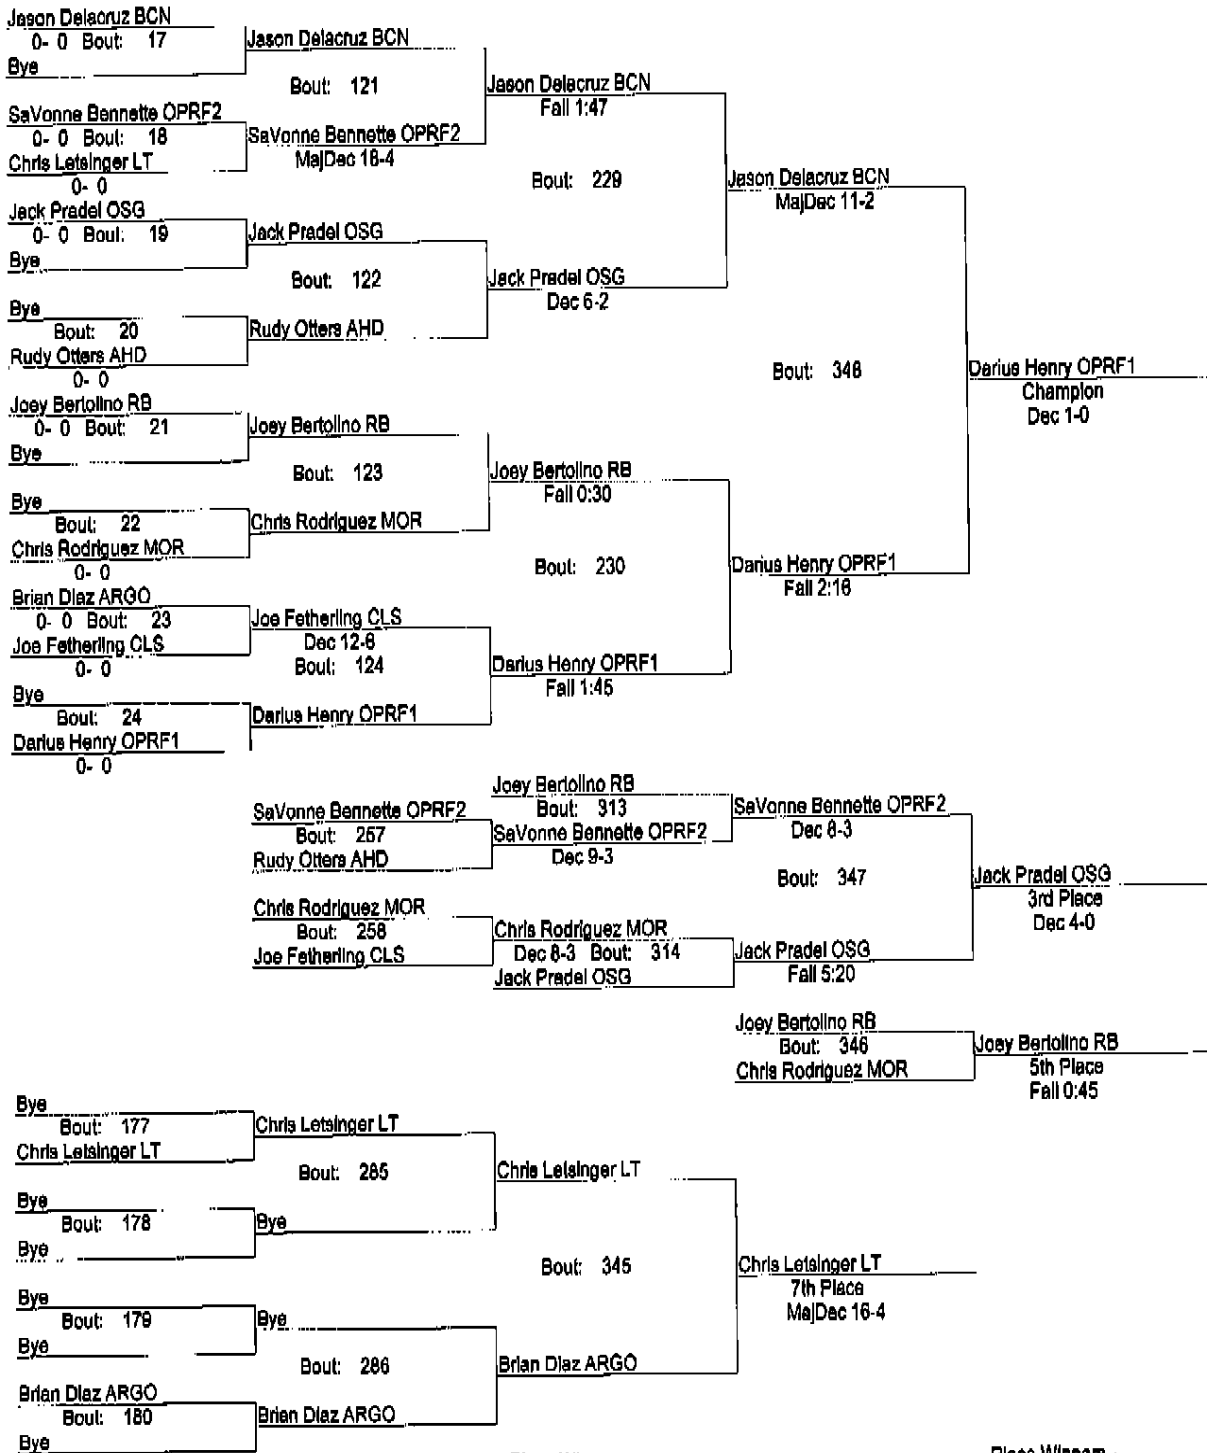 Jason Delacruz BCN
0- 0 Bout: 17
Bye
Jason Delacruz BCN
Bout: 121
SaVonne Bennette OPRF2
0- 0 Bout: 18
Chris Letsinger LT
0- 0
SaVonne Bennette OPRF2
MajDec 18-4
Jason Delacruz BCN
Fall 1:47
Bout: 229
Jack Pradel OSG
0- 0 Bout: 19
Bye
Jack Pradel OSG
Bout: 122
Bye
Bout: 20
Rudy Otters AHD
0- 0
Rudy Otters AHD
Jack Pradel OSG
Dec 6-2
Jason Delacruz BCN
MajDec 11-2
Bout: 348
Joey Bertolino RB
0- 0 Bout: 21
Bye
Joey Bertolino RB
Bout: 123
Bye
Bout: 22
Chris Rodriguez MOR
0- 0
Chris Rodriguez MOR
Joey Bertolino RB
Fall 0:30
Bout: 230
Brian Diaz ARGO
0- 0 Bout: 23
Joe Fetherling CLS
0- 0
Joe Fetherling CLS
Dec 12-6
Bout: 124
Bye
Bout: 24
Darius Henry OPRF1
0- 0
Darius Henry OPRF1
Darius Henry OPRF1
Fall 1:45
Darius Henry OPRF1
Fall 2:16
Darius Henry OPRF1
Champion
Dec 1-0
SaVonne Bennette OPRF2
Bout: 257
Rudy Otters AHD
Joey Bertolino RB
Bout: 313
SaVonne Bennette OPRF2
Dec 9-3
SaVonne Bennette OPRF2
Dec 8-3
Bout: 347
Chris Rodriguez MOR
Bout: 258
Joe Fetherling CLS
Chris Rodriguez MOR
Dec 8-3 Bout: 314
Jack Pradel OSG
Jack Pradel OSG
Fall 5:20
Jack Pradel OSG
3rd Place
Dec 4-0
Joey Bertolino RB
Bout: 346
Chris Rodriguez MOR
Joey Bertolino RB
5th Place
Fall 0:45
Bye
Bout: 177
Chris Letsinger LT
Chris Letsinger LT
Bout: 285
Bye
Bout: 178
Bye
Bye
Chris Letsinger LT
Bout: 345
Bye
Bout: 179
Bye
Bye
Bout: 286
Brian Diaz ARGO
Bout: 180
Bye
Brian Diaz ARGO
Brian Diaz ARGO
Chris Letsinger LT
7th Place
MajDec 16-4